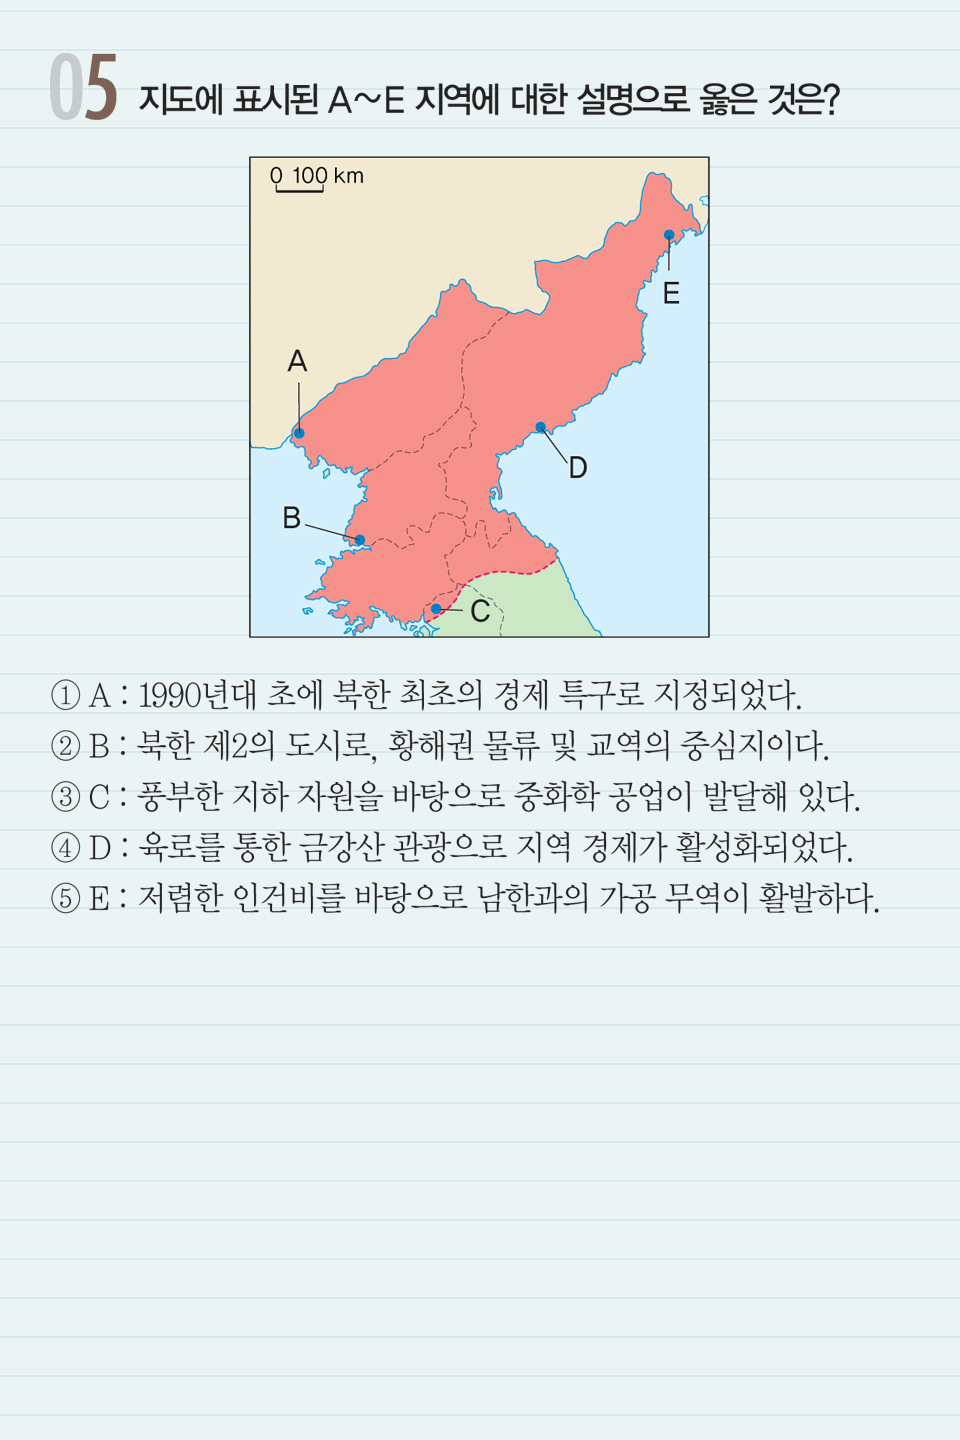 05 지도에 표시된 A~E 지역에 대한 설명으로 옳은 것은?
0 100 km
E
A
D
B
C
① A : 1990년대 초에 북한 최초의 경제 특구로 지정되었다.
② B : 북한 제2의 도시로, 황해권 물류 및 교역의 중심지이다.
③ C : 풍부한 지하 자원을 바탕으로 중화학 공업이 발달해 있다.
④ D : 육로를 통한 금강산 관광으로 지역 경제가 활성화되었다.
⑤ E : 저렴한 인건비를 바탕으로 남한과의 가공 무역이 활발하다.